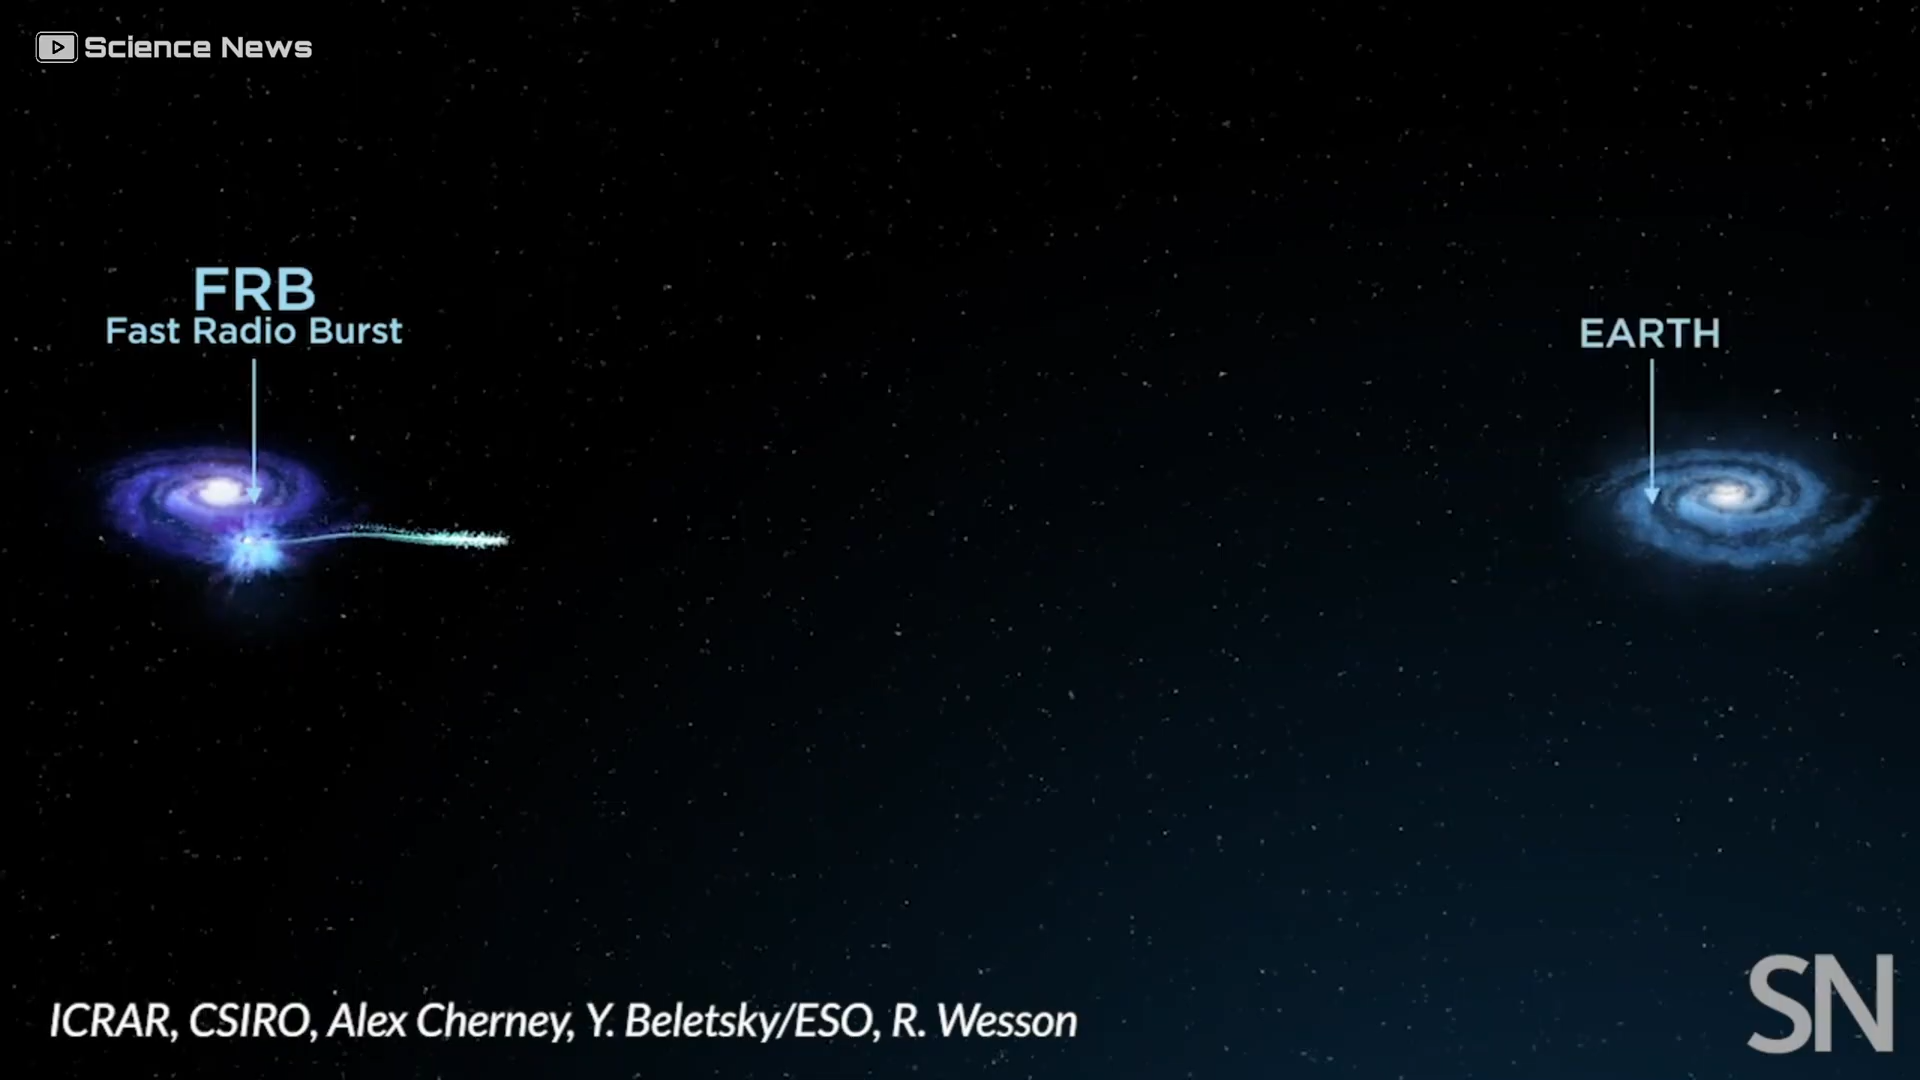 Science News
FRB
Fast Radio Burst
EARTH
ICRAR, CSIRO, Alex Cherney, Y. Beletsky/ESO, R. Wesson
SN